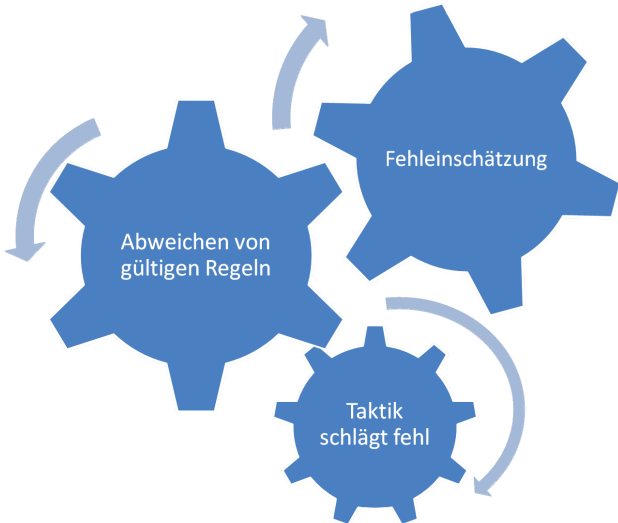 Fehleinschätzung
Abweichen von
gültigen Regeln
Taktik
schlägt fehl